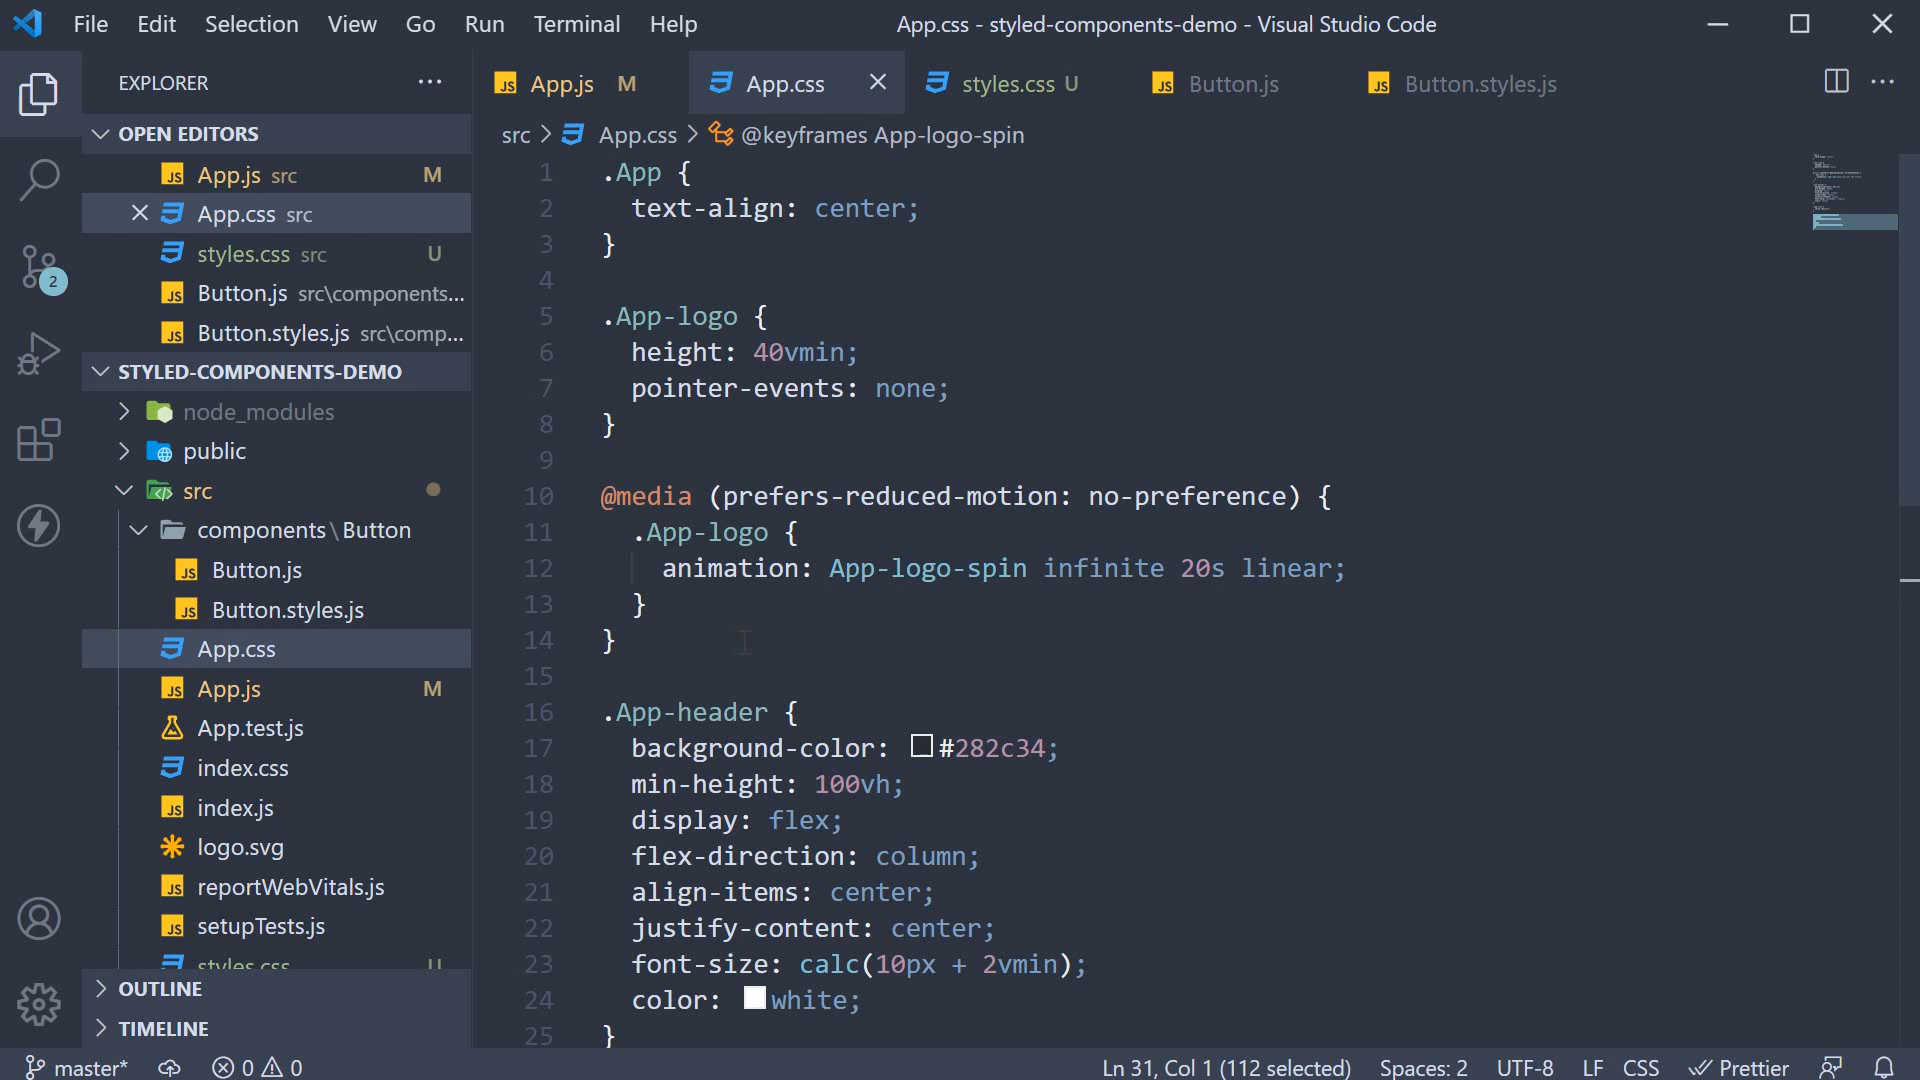 File Edit Selection View Go Run Terminal Help
App.css - styled-components-demo - Visual Studio Code
EXPLORER
OPEN EDITORS
App.js src M
App.css src
styles.css src U
Button.js src\components...
Button.styles.js src\comp...
STYLED-COMPONENTS-DEMO
node_modules
public
src
components\Button
Button.js
Button.styles.js
App.css
App.js M
App.test.js
index.css
index.js
logo.svg
reportWebVitals.js
setupTests.js
styles.css U
OUTLINE
TIMELINE
App.js M App.css styles.css U Button.js Button.styles.js
src > App.css > @keyframes App-logo-spin
1 .App {
2 text-align: center;
3 }
4
5 .App-logo {
6 height: 40vmin;
7 pointer-events: none;
8 }
9
10 @media (prefers-reduced-motion: no-preference) {
11 .App-logo {
12 animation: App-logo-spin infinite 20s linear;
13 }
14 }
15
16 .App-header {
17 background-color: #282c34;
18 min-height: 100vh;
19 display: flex;
20 flex-direction: column;
21 align-items: center;
22 justify-content: center;
23 font-size: calc(10px + 2vmin);
24 color: white;
25 }
2
master* 0 0 Ln 31, Col 1 (112 selected) Spaces: 2 UTF-8 LF CSS Prettier